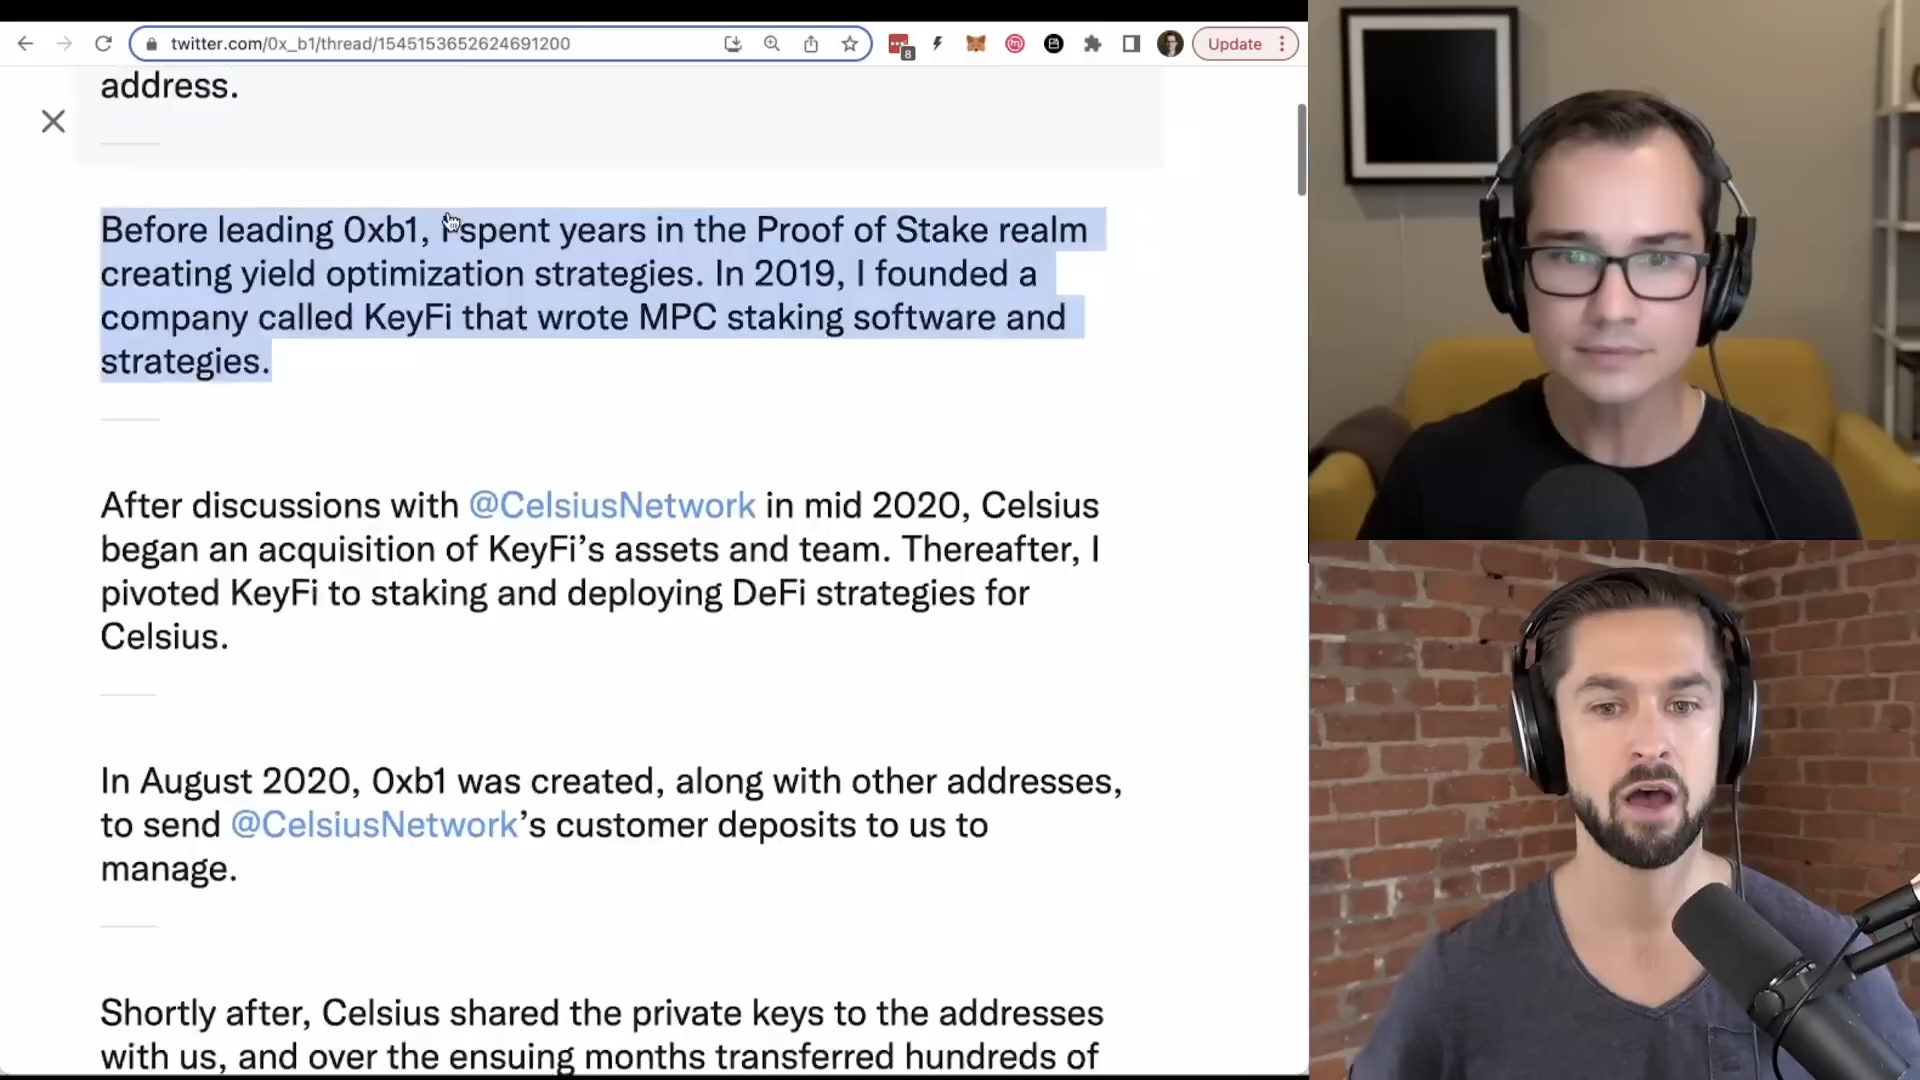 twitter.com/0x_b1/thread/1545153652624691200
8
Update
address.
Before leading 0xb1, I spent years in the Proof of Stake realm
creating yield optimization strategies. In 2019, I founded a
company called KeyFi that wrote MPC staking software and
strategies.
After discussions with @CelsiusNetwork in mid 2020, Celsius
began an acquisition of KeyFi’s assets and team. Thereafter, I
pivoted KeyFi to staking and deploying DeFi strategies for
Celsius.
In August 2020, 0xb1 was created, along with other addresses,
to send @CelsiusNetwork’s customer deposits to us to
manage.
Shortly after, Celsius shared the private keys to the addresses
with us, and over the ensuing months transferred hundreds of